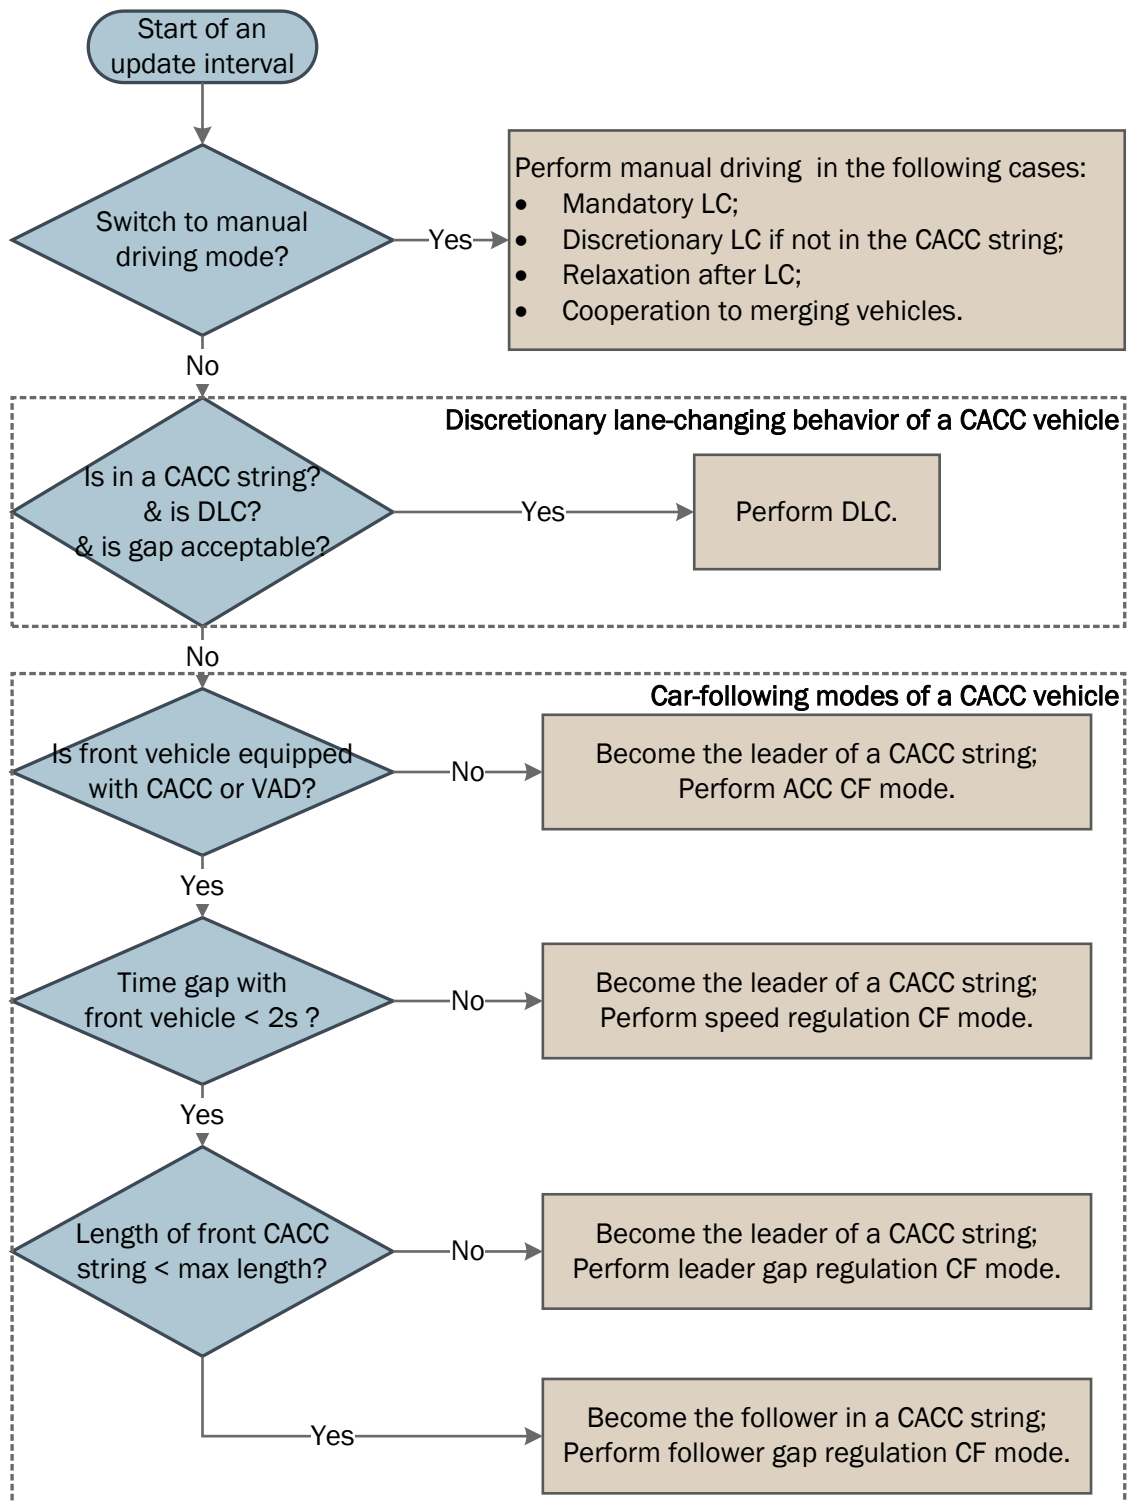 Start of an
update interval
Switch to manual
driving mode?
Yes
Perform manual driving  in the following cases:
• Mandatory LC;
• Discretionary LC if not in the CACC string;
• Relaxation after LC;
• Cooperation to merging vehicles.
No
Discretionary lane-changing behavior of a CACC vehicle
Is in a CACC string?
& is DLC?
& is gap acceptable?
Yes
Perform DLC.
No
Car-following modes of a CACC vehicle
Is front vehicle equipped
with CACC or VAD?
No
Become the leader of a CACC string;
Perform ACC CF mode.
Yes
Time gap with
front vehicle < 2s ?
No
Become the leader of a CACC string;
Perform speed regulation CF mode.
Yes
Length of front CACC
string < max length?
No
Become the leader of a CACC string;
Perform leader gap regulation CF mode.
Yes
Become the follower in a CACC string;
Perform follower gap regulation CF mode.